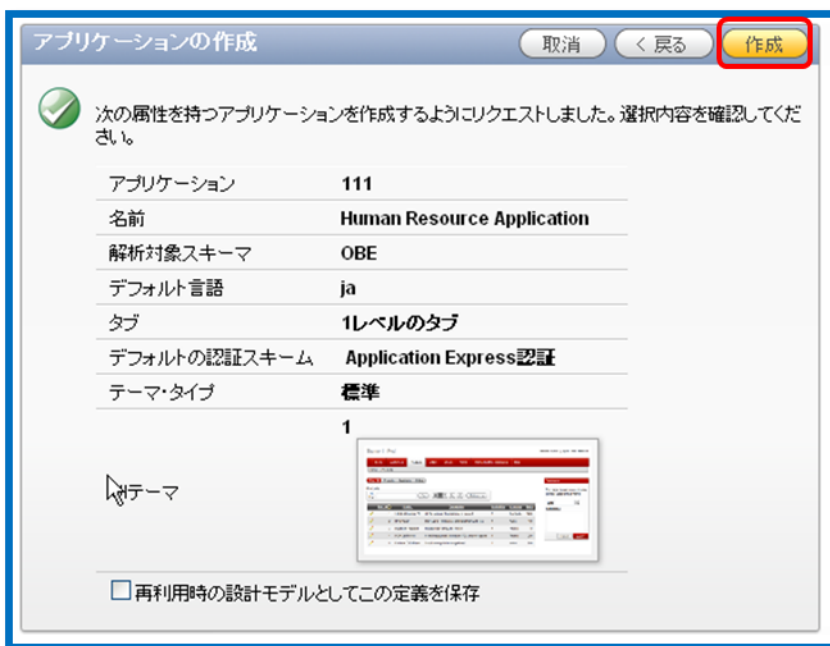 アプリケーションの作成
取消
< 戻る
作成
次の属性を持つアプリケーションを作成するようにリクエストしました。選択内容を確認してくだ
さい。
アプリケーション 111
名前 Human Resource Application
解析対象スキーマ OBE
デフォルト言語 ja
タブ 1レベルのタブ
デフォルトの認証スキーム Application Express認証
テーマ・タイプ 標準
1
テーマ
再利用時の設計モデルとしてこの定義を保存